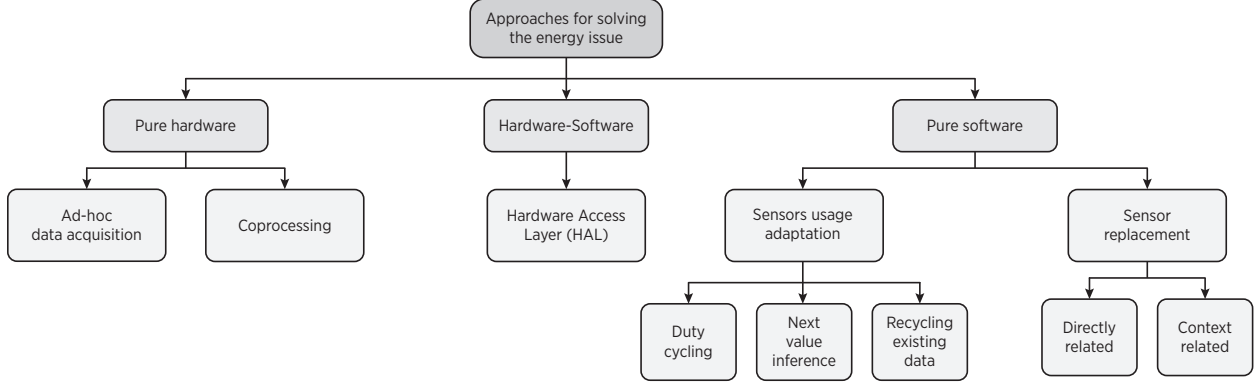 Approaches for solving
the energy issue
Pure hardware
Hardware-Software
Pure software
Ad-hoc
data acquisition
Coprocessing
Hardware Access
Layer (HAL)
Sensors usage
adaptation
Sensor
replacement
Duty
cycling
Next
value
inference
Recycling
existing
data
Directly
related
Context
related